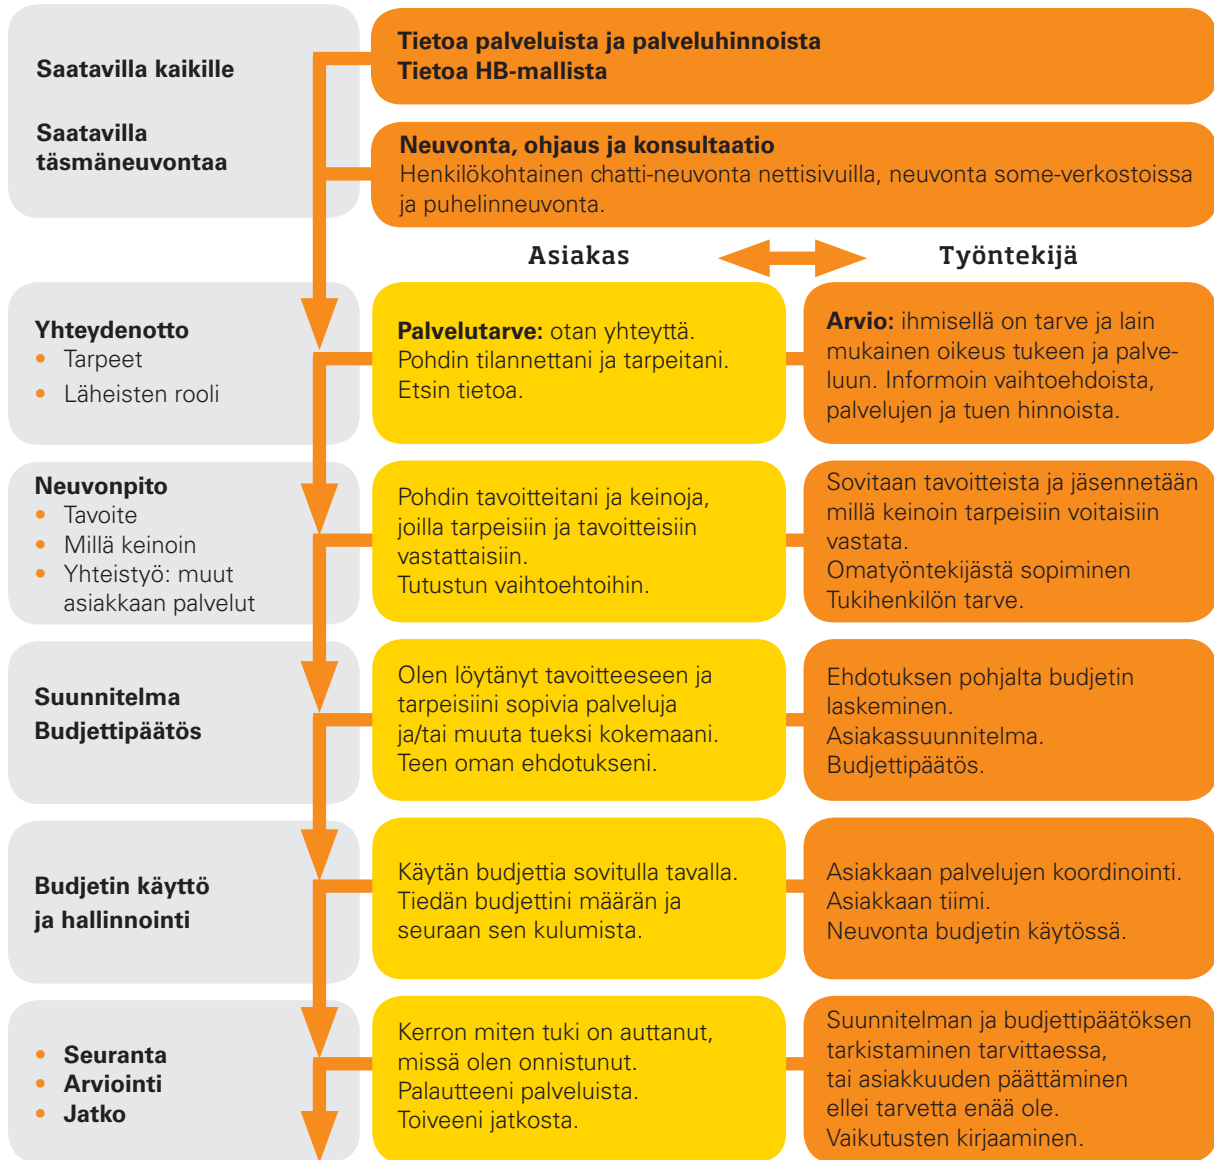 Saatavilla kaikille
Tietoa palveluista ja palveluhinnoista
Tietoa HB-mallista
Saatavilla
täsmäneuvontaa
Neuvonta, ohjaus ja konsultaatio
Henkilökohtainen chatti-neuvonta nettisivuilla, neuvonta some-verkostoissa
ja puhelinneuvonta.
Asiakas
Työntekijä
Yhteydenotto
• Tarpeet
• Läheisten rooli
Palvelutarve: otan yhteyttä.
Pohdin tilannettani ja tarpeitani.
Etsin tietoa.
Arvio: ihmisellä on tarve ja lain
mukainen oikeus tukeen ja palve-
luun. Informoin vaihtoehdoista,
palvelujen ja tuen hinnoista.
Neuvonpito
• Tavoite
• Millä keinoin
• Yhteistyö: muut
asiakkaan palvelut
Pohdin tavoitteitani ja keinoja,
joilla tarpeisiin ja tavoitteisiin
vastattaisiin.
Tutustun vaihtoehtoihin.
Sovitaan tavoitteista ja jäsennetään
millä keinoin tarpeisiin voitaisiin
vastata.
Omatyöntekijästä sopiminen
Tukihenkilön tarve.
Suunnitelma
Budjettipäätös
Olen löytänyt tavoitteeseen ja
tarpeisiini sopivia palveluja
ja/tai muuta tueksi kokemaani.
Teen oman ehdotukseni.
Ehdotuksen pohjalta budjetin
laskeminen.
Asiakassuunnitelma.
Budjettipäätös.
Budjetin käyttö
ja hallinnointi
Käytän budjettia sovitulla tavalla.
Tiedän budjettini määrän ja
seuraan sen kulumista.
Asiakkaan palvelujen koordinointi.
Asiakkaan tiimi.
Neuvonta budjetin käytössä.
• Seuranta
• Arviointi
• Jatko
Kerron miten tuki on auttanut,
missä olen onnistunut.
Palautteeni palveluista.
Toiveeni jatkosta.
Suunnitelman ja budjettipäätöksen
tarkistaminen tarvittaessa,
tai asiakkuuden päättäminen
ellei tarvetta enää ole.
Vaikutusten kirjaaminen.